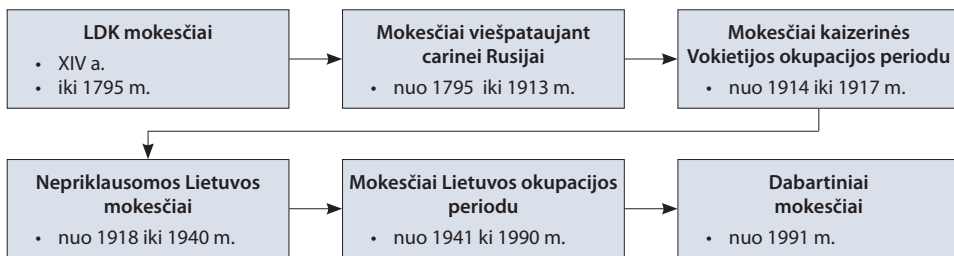 LDK mokesčiai
• XIV a.
• iki 1795 m.
Mokesčiai viešpataujant
carinei Rusijai
• nuo 1795 iki 1913 m.
Mokesčiai kaizerinės
Vokietijos okupacijos periodu
• nuo 1914 iki 1917 m.
Nepriklausomos Lietuvos
mokesčiai
• nuo 1918 iki 1940 m.
Mokesčiai Lietuvos okupacijos
periodu
• nuo 1941 ki 1990 m.
Dabartiniai
mokesčiai
• nuo 1991 m.